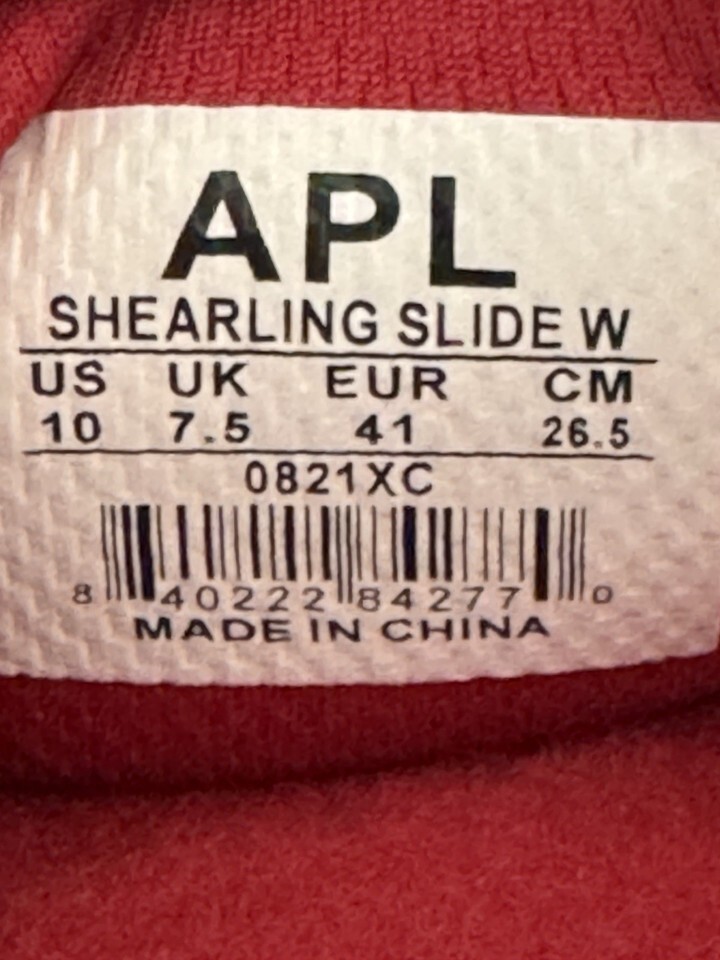 APL
SHEARLING SLIDE W
US UK EUR CM
10 7.5 41 26.5
0821XC
8 40222 84277 0
MADE IN CHINA